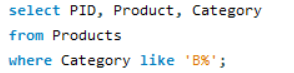 select PID, Product, Category
from Products
where Category like 'B%';